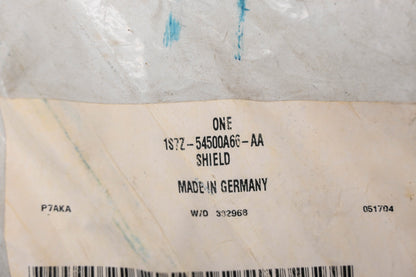 ONE
1S7Z-54500A66-AA
SHIELD
MADE IN GERMANY
P7AKA W/O 332968 051704